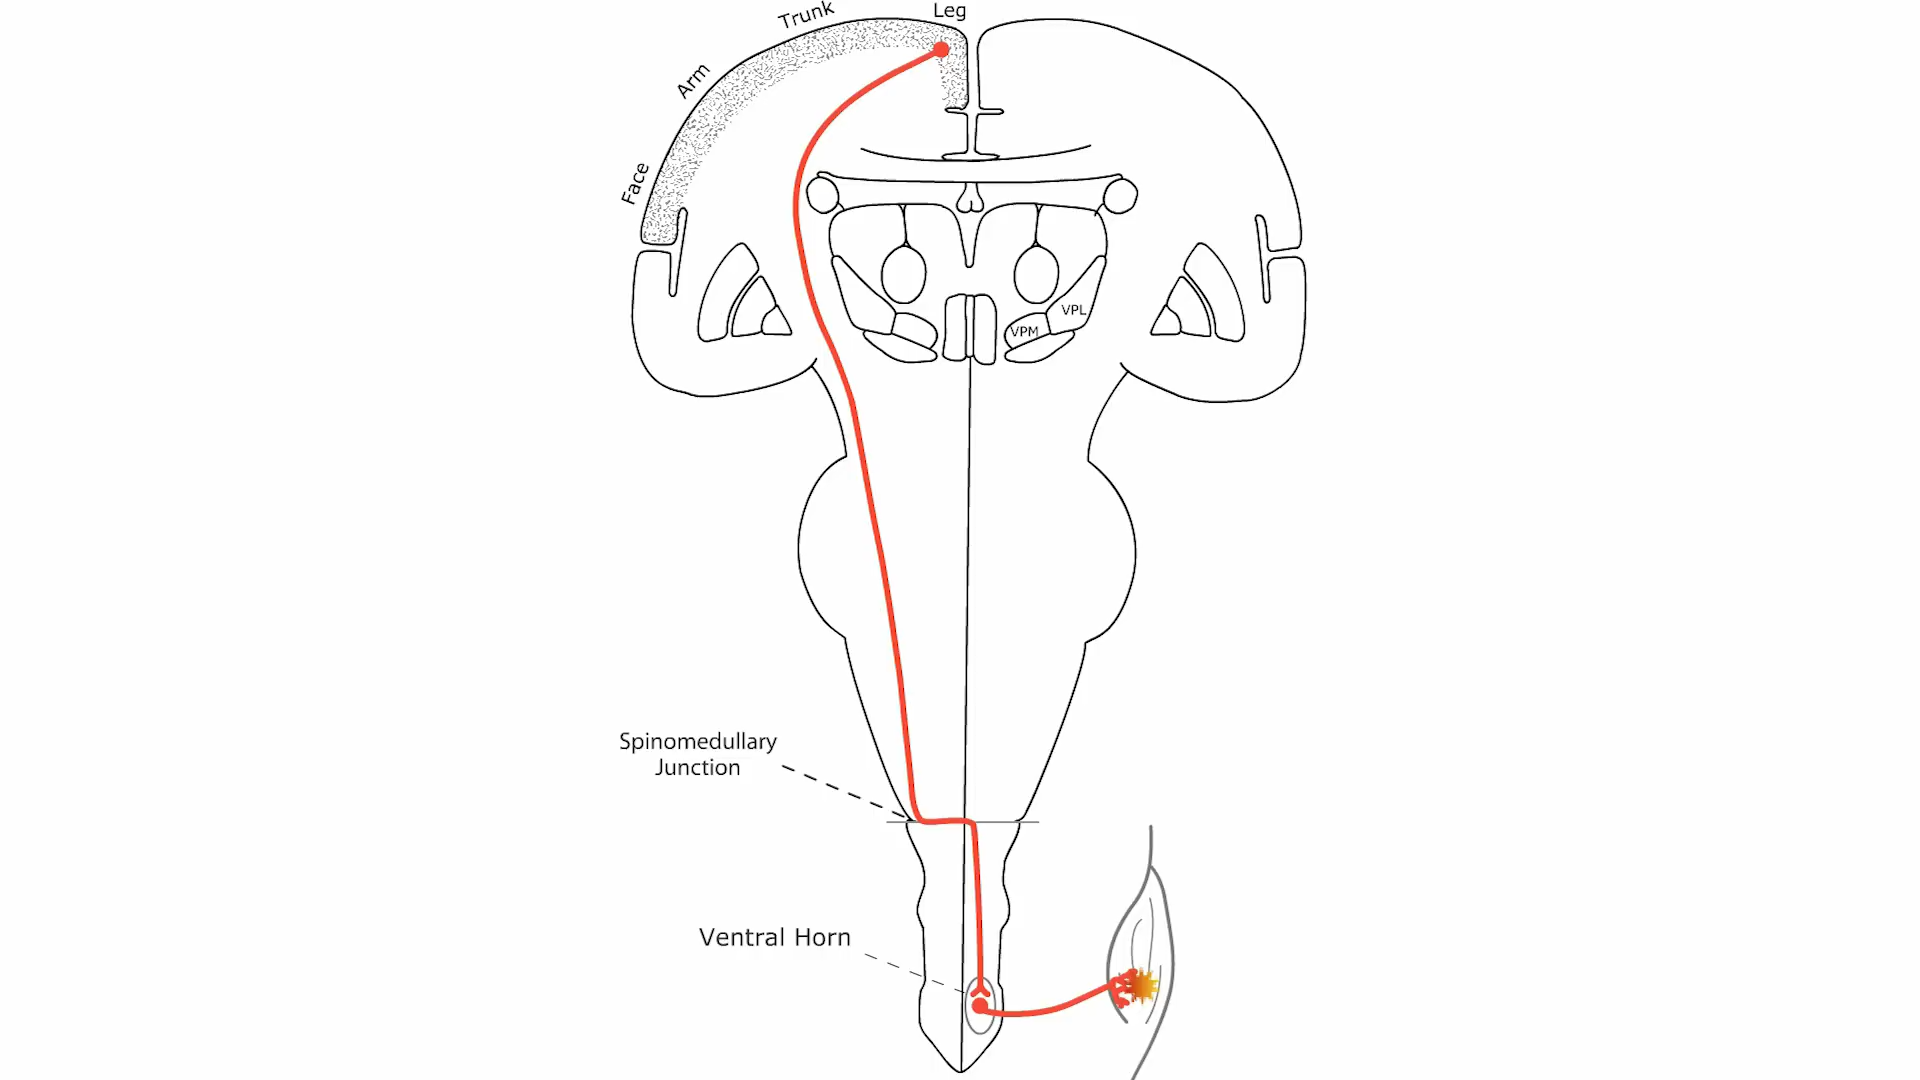 Leg
Trunk
Arm
Face
VPL
VPM
Spinomedullary
Junction
Ventral Horn